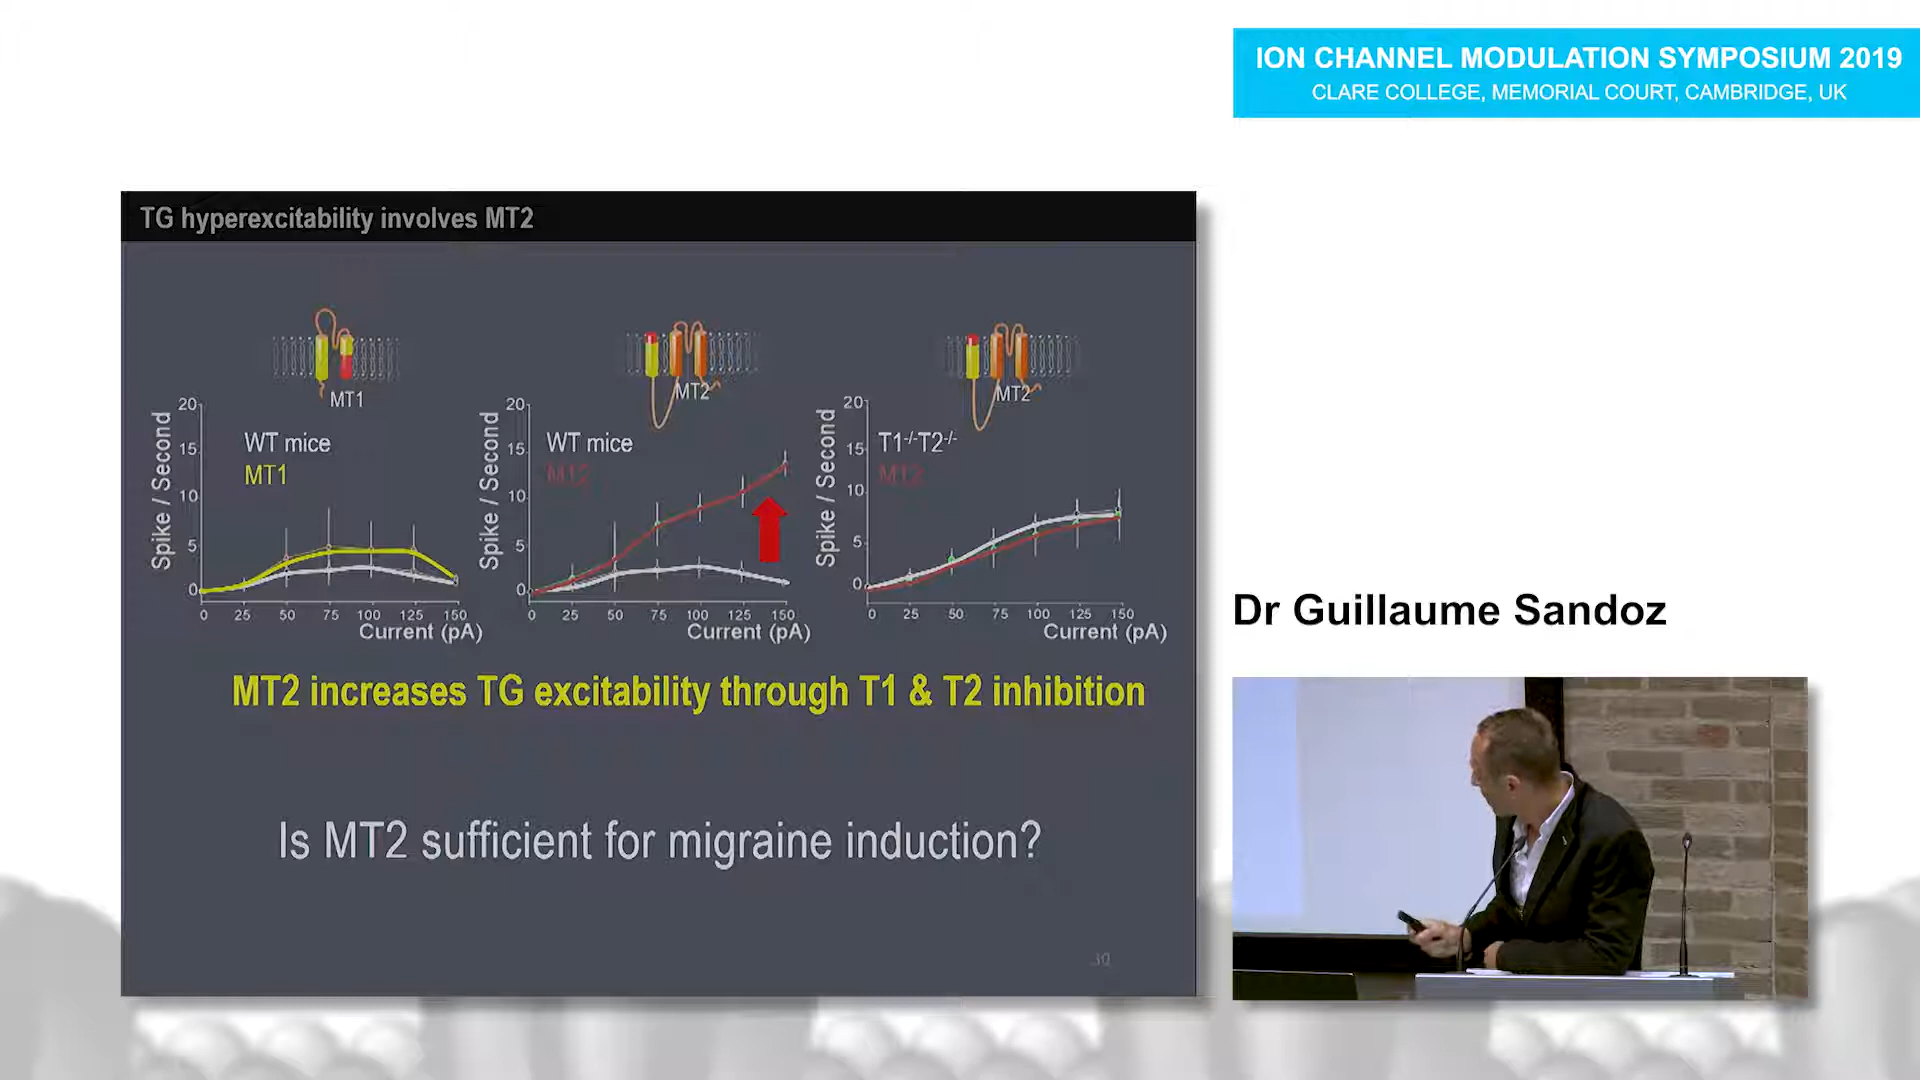 ION CHANNEL MODULATION SYMPOSIUM 2019
CLARE COLLEGE, MEMORIAL COURT, CAMBRIDGE, UK
TG hyperexcitability involves MT2
MT1
MT2
MT2
Spike / Second
20
15
10
5
0
WT mice
MT1
0 25 50 75 100 125 150
Current (pA)
Spike / Second
20
15
10
5
0
WT mice
MT2
0 25 50 75 100 125 150
Current (pA)
Spike / Second
20
15
10
5
0
T1-/-T2-/-
MT2
0 25 50 75 100 125 150
Current (pA)
MT2 increases TG excitability through T1 & T2 inhibition
Is MT2 sufficient for migraine induction?
30
Dr Guillaume Sandoz